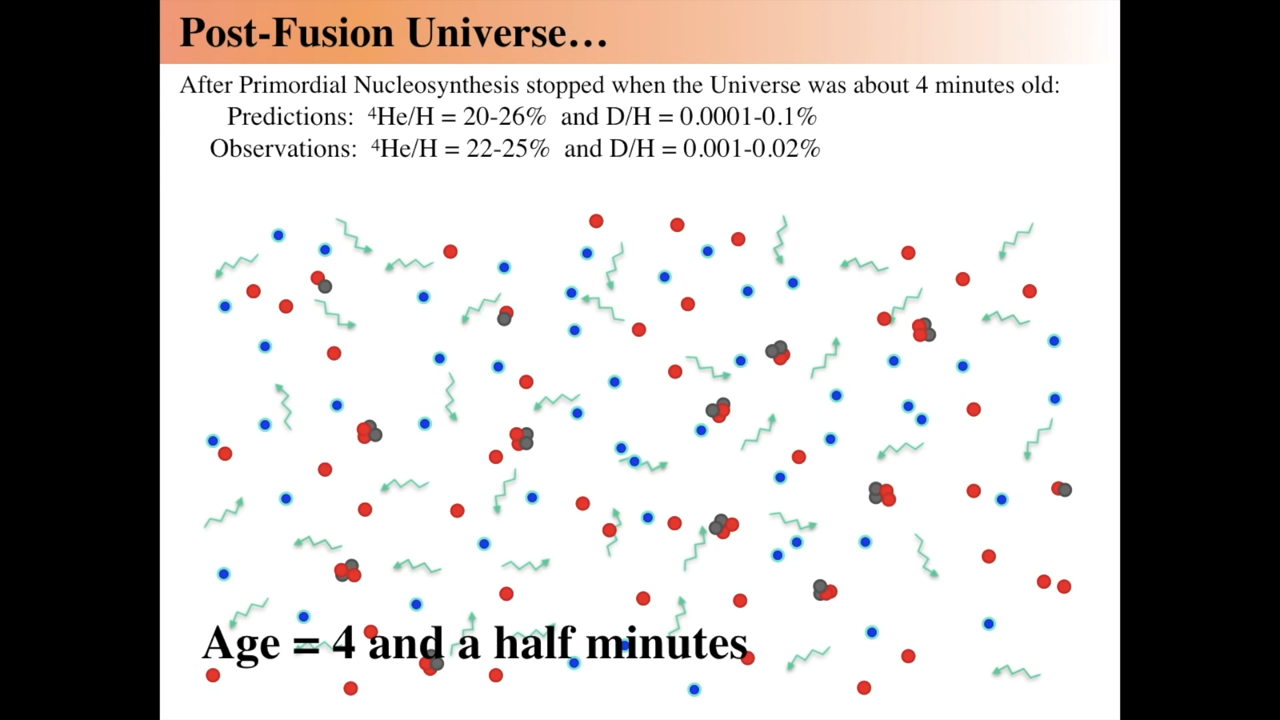 Post-Fusion Universe…
After Primordial Nucleosynthesis stopped when the Universe was about 4 minutes old:
Predictions: ⁴He/H = 20-26% and D/H = 0.0001-0.1%
Observations: ⁴He/H = 22-25% and D/H = 0.001-0.02%
Age = 4 and a half minutes